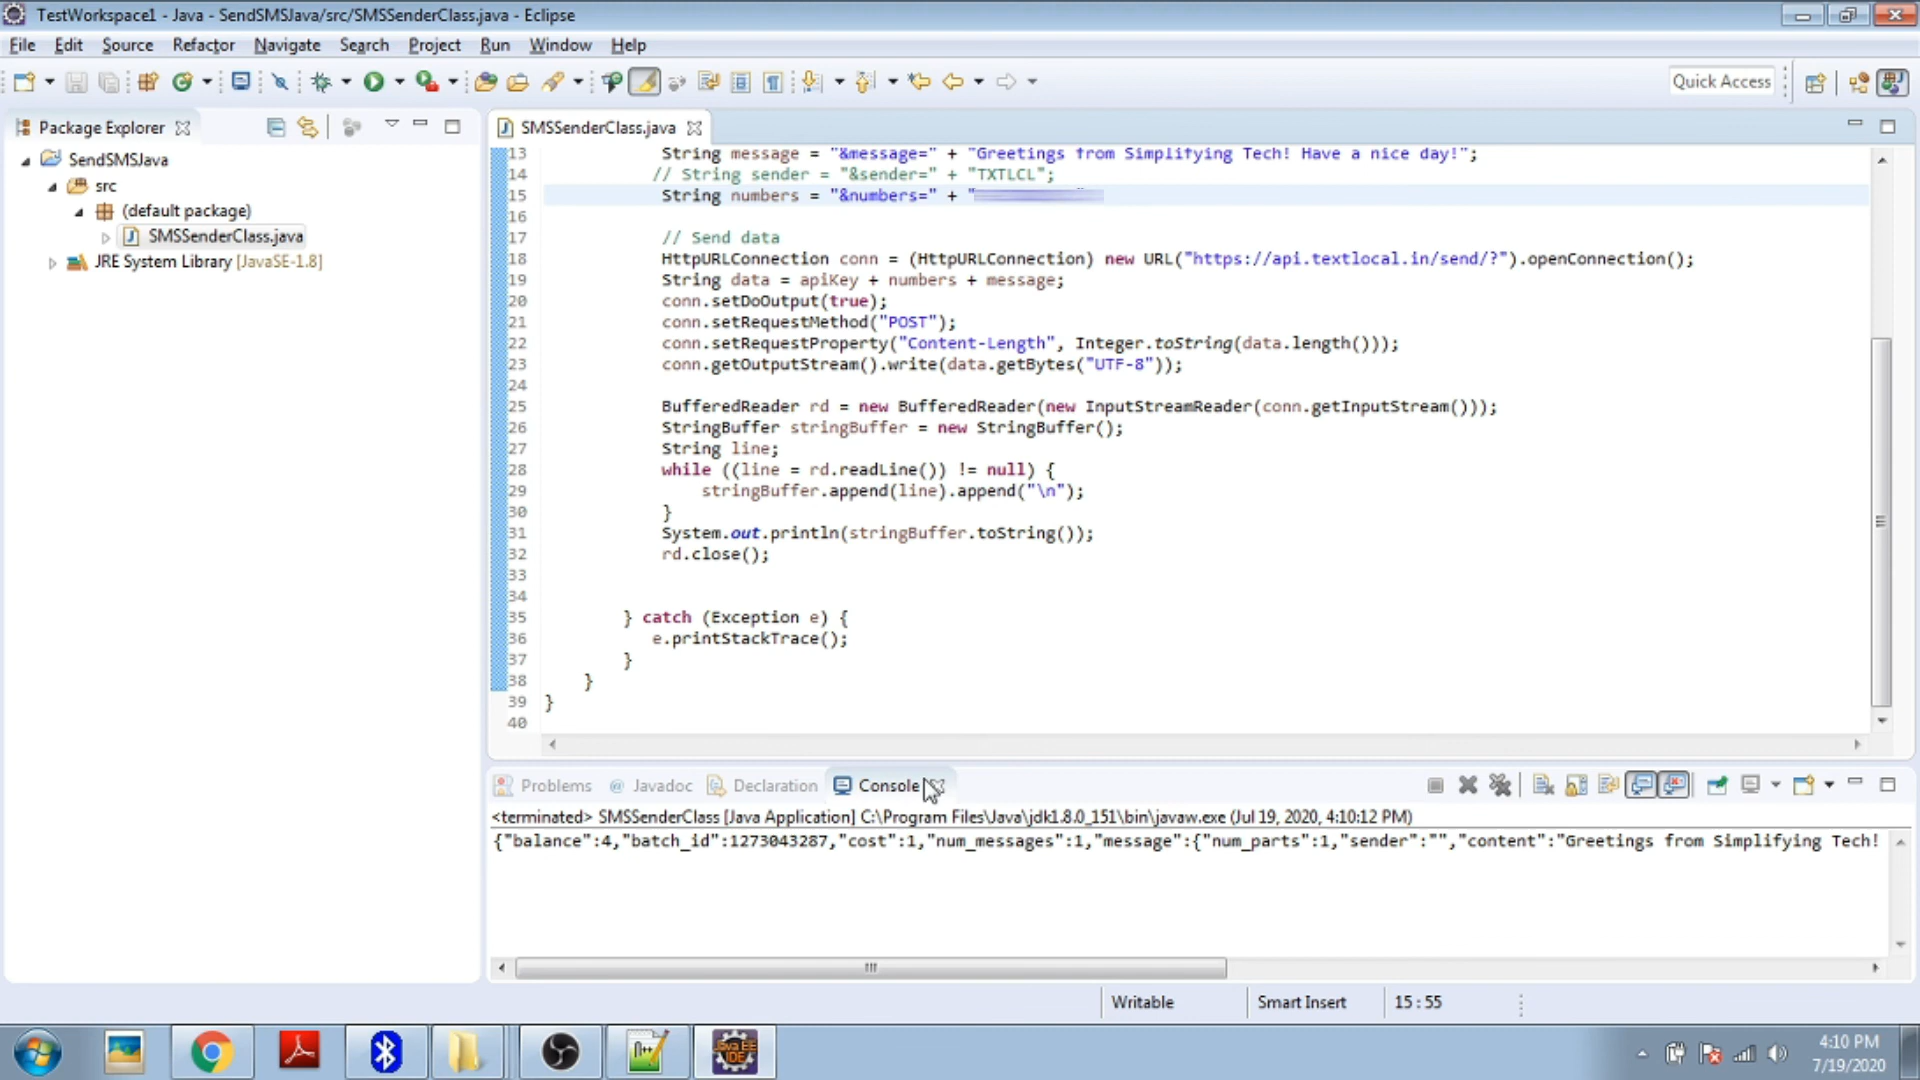 TestWorkspace1 - Java - SendSMSJava/src/SMSSenderClass.java - Eclipse
File Edit Source Refactor Navigate Search Project Run Window Help
Quick Access
Package Explorer
SendSMSJava
src
(default package)
SMSSenderClass.java
JRE System Library [JavaSE-1.8]
SMSSenderClass.java
13 String message = "&message=" + "Greetings from Simplifying Tech! Have a nice day!";
14 // String sender = "&sender=" + "TXTLCL";
15 String numbers = "&numbers=" + "
16
17 // Send data
18 HttpURLConnection conn = (HttpURLConnection) new URL("https://api.textlocal.in/send/?").openConnection();
19 String data = apiKey + numbers + message;
20 conn.setDoOutput(true);
21 conn.setRequestMethod("POST");
22 conn.setRequestProperty("Content-Length", Integer.toString(data.length()));
23 conn.getOutputStream().write(data.getBytes("UTF-8"));
24
25 BufferedReader rd = new BufferedReader(new InputStreamReader(conn.getInputStream()));
26 StringBuffer stringBuffer = new StringBuffer();
27 String line;
28 while ((line = rd.readLine()) != null) {
29 stringBuffer.append(line).append("\n");
30 }
31 System.out.println(stringBuffer.toString());
32 rd.close();
33
34
35 } catch (Exception e) {
36 e.printStackTrace();
37 }
38 }
39 }
40
Problems @ Javadoc Declaration Console
<terminated> SMSSenderClass [Java Application] C:\Program Files\Java\jdk1.8.0_151\bin\javaw.exe (Jul 19, 2020, 4:10:12 PM)
{"balance":4,"batch_id":1273043287,"cost":1,"num_messages":1,"message":{"num_parts":1,"sender":"","content":"Greetings from Simplifying Tech!
Writable Smart Insert 15 : 55
Java EE
IDE
4:10 PM
7/19/2020